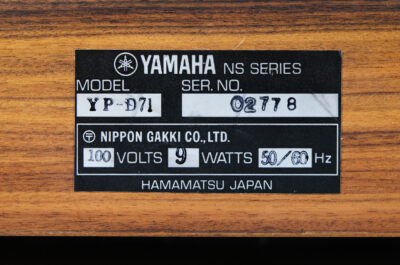 YAMAHA NS SERIES
MODEL SER. NO.
YP-D71 02778
〒 NIPPON GAKKI CO., LTD.
100 VOLTS 9 WATTS 50/60 Hz
HAMAMATSU JAPAN